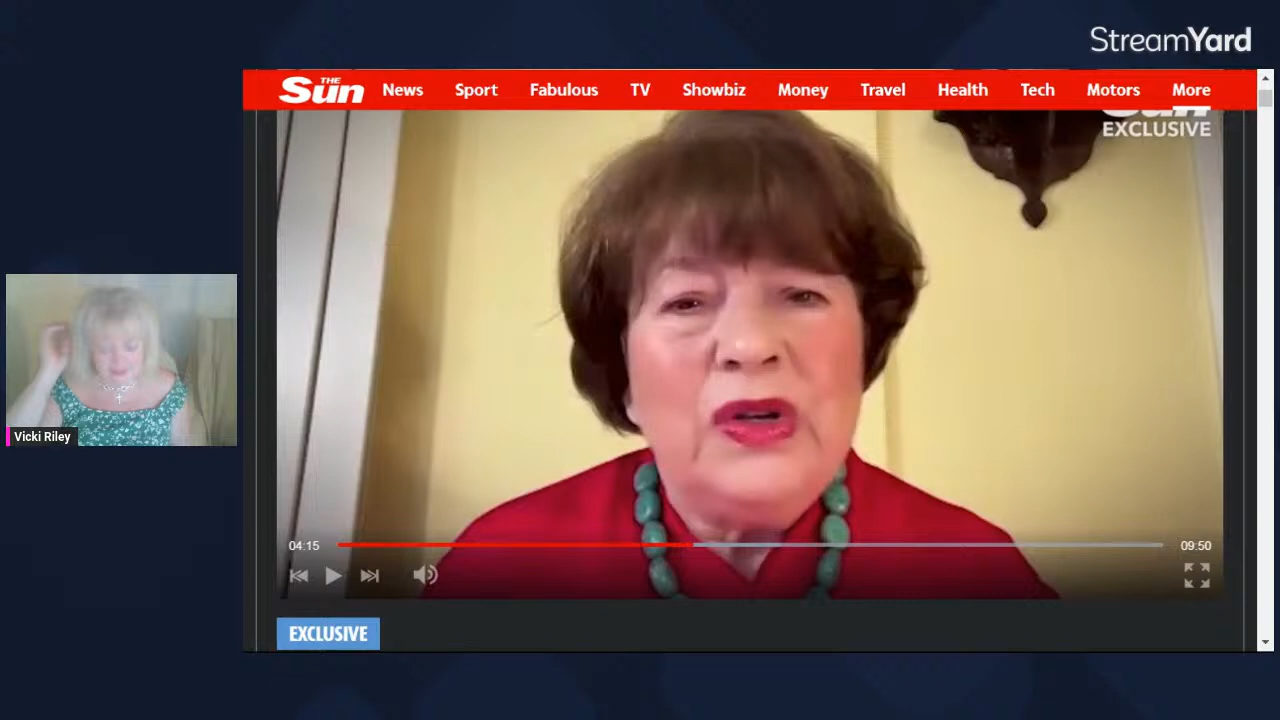 StreamYard
THE Sun News Sport Fabulous TV Showbiz Money Travel Health Tech Motors More
EXCLUSIVE
Vicki Riley
04:15 09:50
EXCLUSIVE